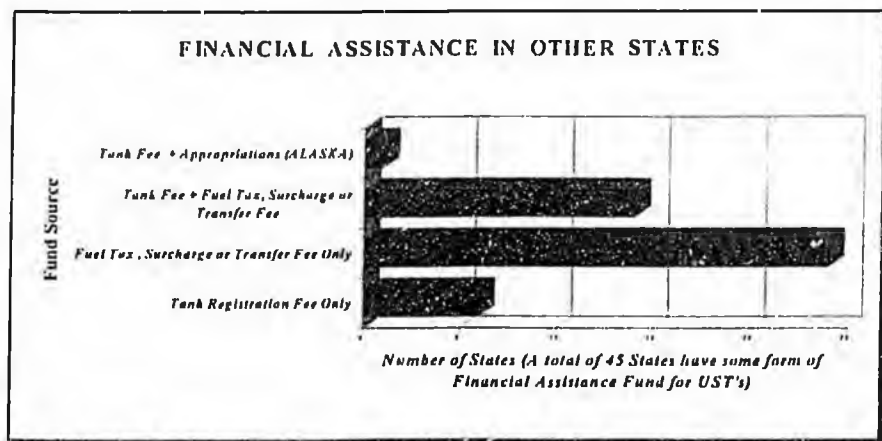 FINANCIAL ASSISTANCE IN OTHER STATES
Fund Source
Tank Fee + Appropriations (ALASKA)
Tank Fee + Fuel Tax, Surcharge or
Transfer Fee
Fuel Tax, Surcharge or Transfer Fee Only
Tank Registration Fee Only
Number of States (A total of 45 States have some form of
Financial Assistance Fund for UST's)